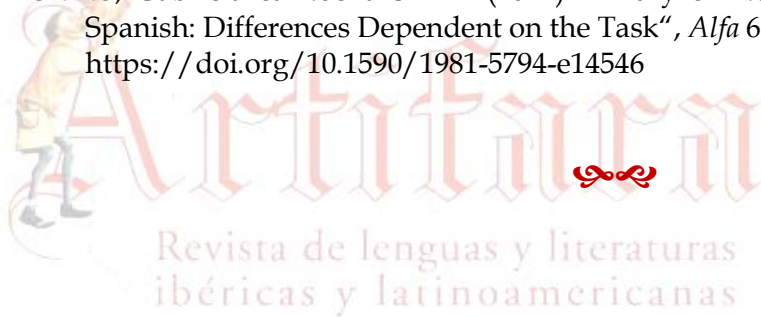 Spanish: Differences Dependent on the Task“, Alfa 6
https://doi.org/10.1590/1981-5794-e14546
Artifara
Revista de lenguas y literaturas
ibéricas y latinoamericanas